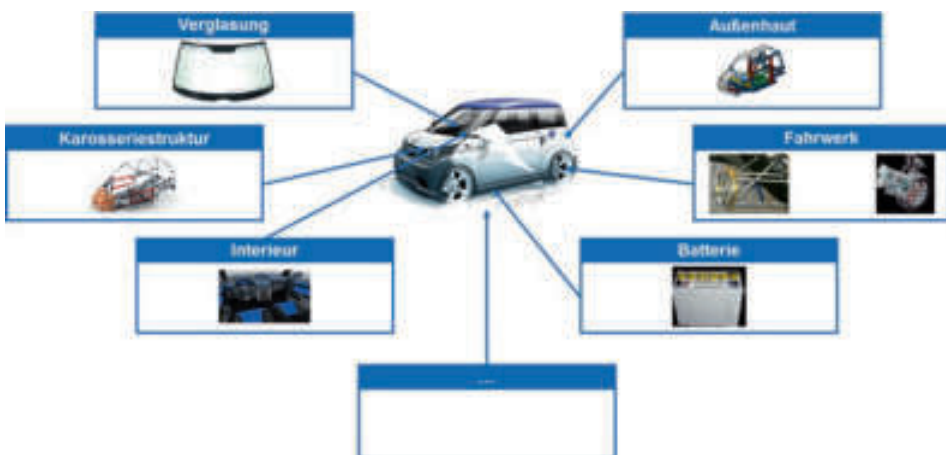 Verglasung
Außenhaut
Karosseriestruktur
Fahrwerk
Interieur
Batterie
....